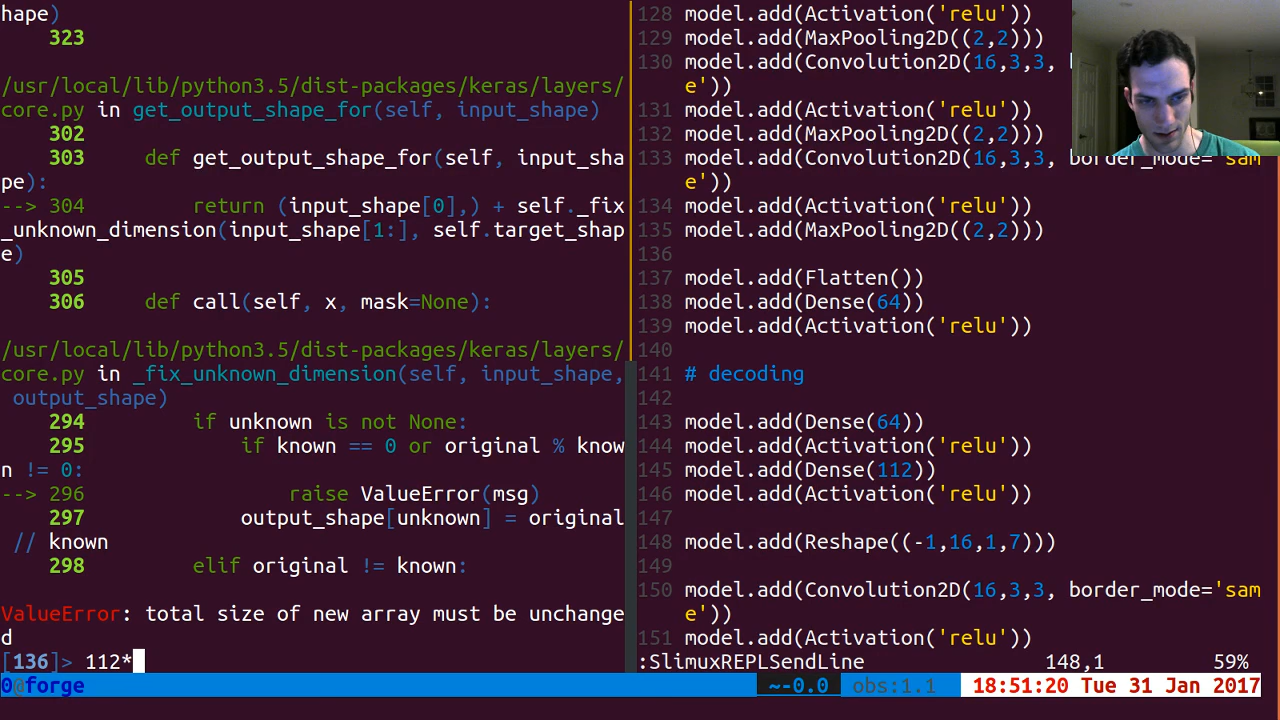 hape)
    323
/usr/local/lib/python3.5/dist-packages/keras/layers/
core.py in get_output_shape_for(self, input_shape)
    302
    303     def get_output_shape_for(self, input_sha
pe):
--> 304         return (input_shape[0],) + self._fix
_unknown_dimension(input_shape[1:], self.target_shap
e)
    305
    306     def call(self, x, mask=None):
/usr/local/lib/python3.5/dist-packages/keras/layers/
core.py in _fix_unknown_dimension(self, input_shape,
 output_shape)
    294         if unknown is not None:
    295             if known == 0 or original % know
n != 0:
--> 296                 raise ValueError(msg)
    297             output_shape[unknown] = original
 // known
    298         elif original != known:
ValueError: total size of new array must be unchange
d
[136]> 112*
128 model.add(Activation('relu'))
129 model.add(MaxPooling2D((2,2)))
130 model.add(Convolution2D(16,3,3,
e'))
131 model.add(Activation('relu'))
132 model.add(MaxPooling2D((2,2)))
133 model.add(Convolution2D(16,3,3, border_mode='sam
e'))
134 model.add(Activation('relu'))
135 model.add(MaxPooling2D((2,2)))
136
137 model.add(Flatten())
138 model.add(Dense(64))
139 model.add(Activation('relu'))
140
141 # decoding
142
143 model.add(Dense(64))
144 model.add(Activation('relu'))
145 model.add(Dense(112))
146 model.add(Activation('relu'))
147
148 model.add(Reshape((-1,16,1,7)))
149
150 model.add(Convolution2D(16,3,3, border_mode='sam
e'))
151 model.add(Activation('relu'))
:SlimuxREPLSendLine 148,1 59%
0@forge ~-0.0 obs:1.1 18:51:20 Tue 31 Jan 2017